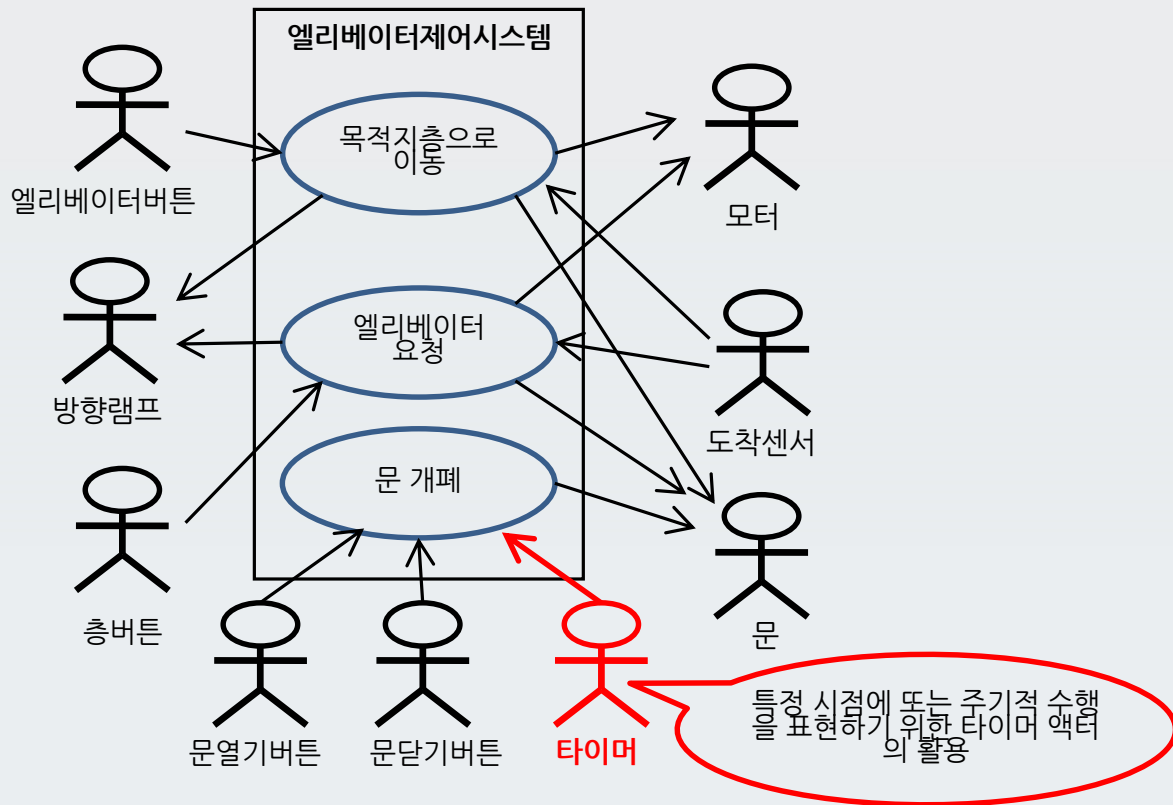 엘리베이터제어시스템
목적지층으로
이동
엘리베이터버튼
모터
엘리베이터
요청
방향램프
도착센서
문 개폐
층버튼
문
문열기버튼
문닫기버튼
타이머
특정 시점에 또는 주기적 수행
을 표현하기 위한 타이머 액터
의 활용